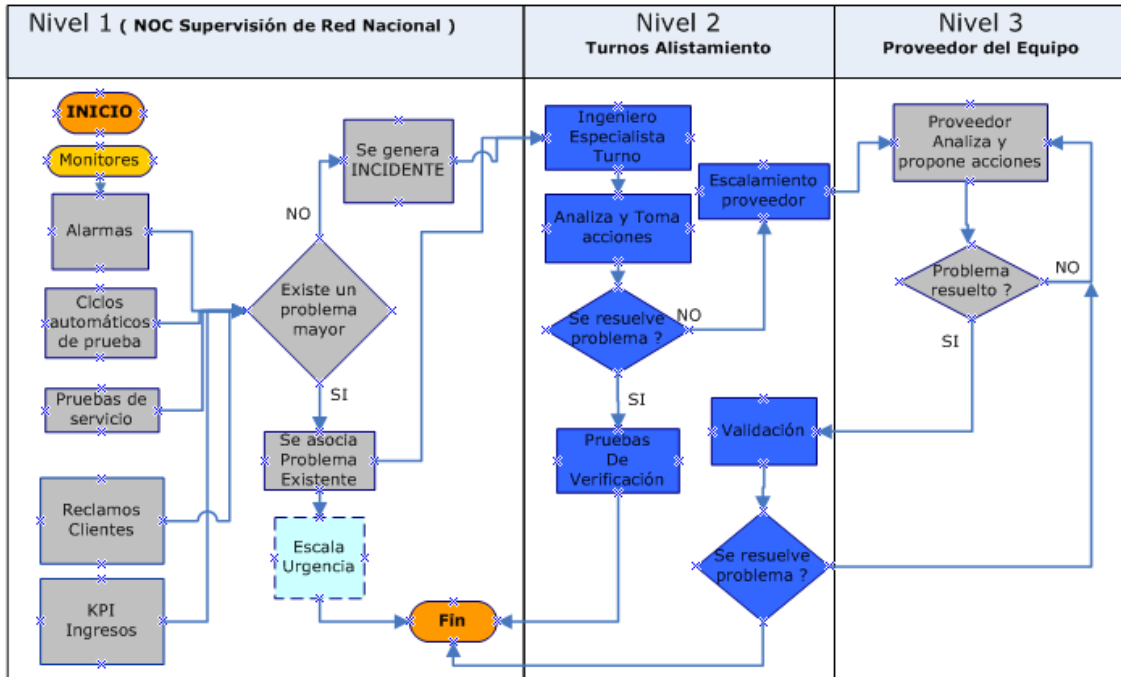 Nivel 1 ( NOC Supervisión de Red Nacional )
Nivel 2
Turnos Alistamiento
Nivel 3
Proveedor del Equipo
INICIO
Monitores
Alarmas
Ciclos
automáticos
de prueba
Pruebas de
servicio
Reclamos
Clientes
KPI
Ingresos
Existe un
problema
mayor
NO
Se genera
INCIDENTE
SI
Se asocia
Problema
Existente
Escala
Urgencia
Fin
Ingeniero
Especialista
Turno
Analiza y Toma
acciones
Se resuelve
problema ?
NO
Escalamiento
proveedor
SI
Pruebas
De
Verificación
Validación
Se resuelve
problema ?
Proveedor
Analiza y
propone acciones
Problema
resuelto ?
NO
SI